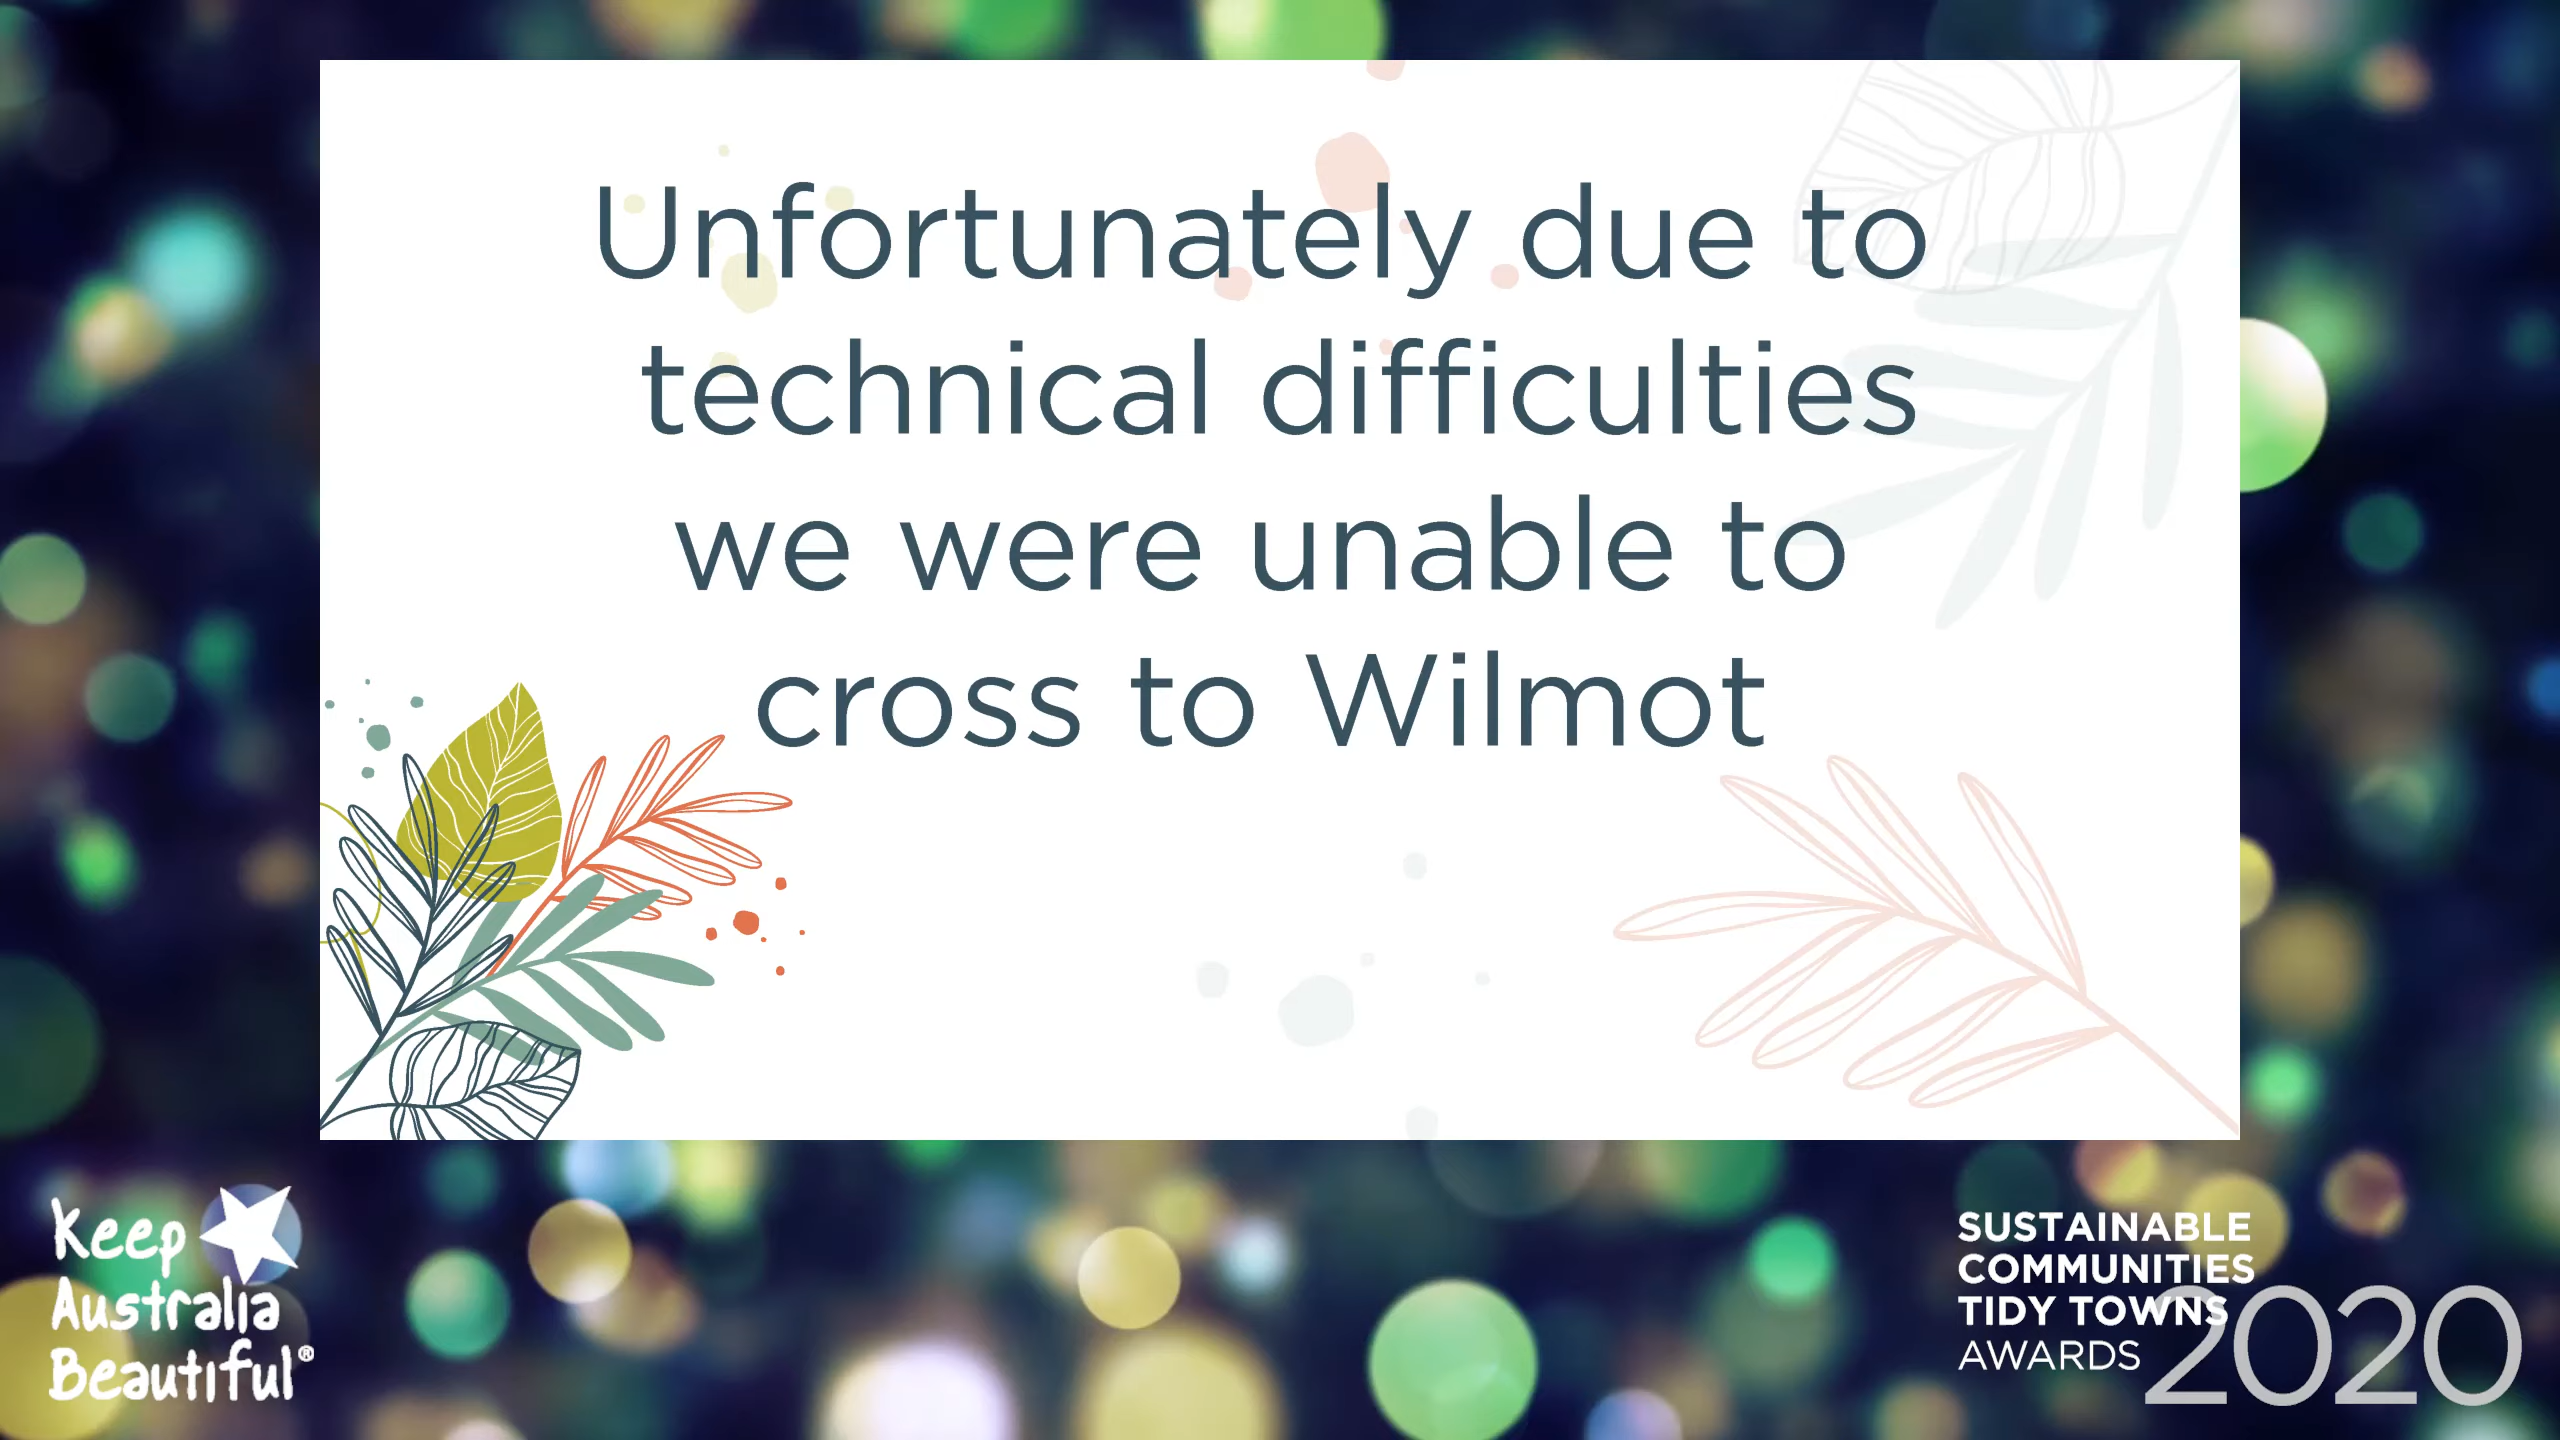 Unfortunately due to
technical difficulties
we were unable to
cross to Wilmot
Keep
Australia
Beautiful®
SUSTAINABLE
COMMUNITIES
TIDY TOWNS
AWARDS 2020